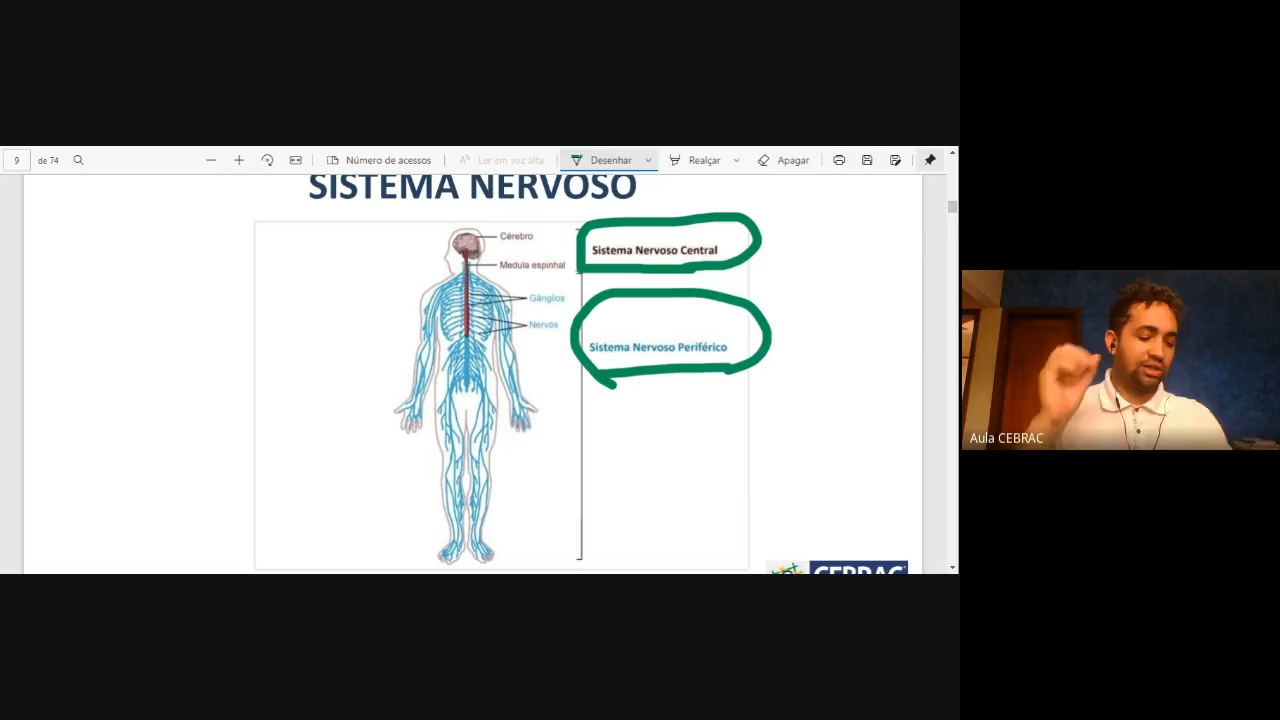 9 de 74 Número de acessos Ler em voz alta Desenhar Realçar Apagar
SISTEMA NERVOSO
Cérebro
Sistema Nervoso Central
Medula espinhal
Gânglios
Nervos
Sistema Nervoso Periférico
CEBRAC
Aula CEBRAC